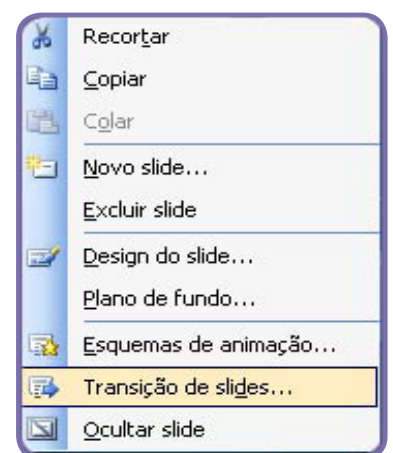 Recortar
Copiar
Colar
Novo slide...
Excluir slide
Design do slide...
Plano de fundo...
Esquemas de animação...
Transição de slides...
Ocultar slide